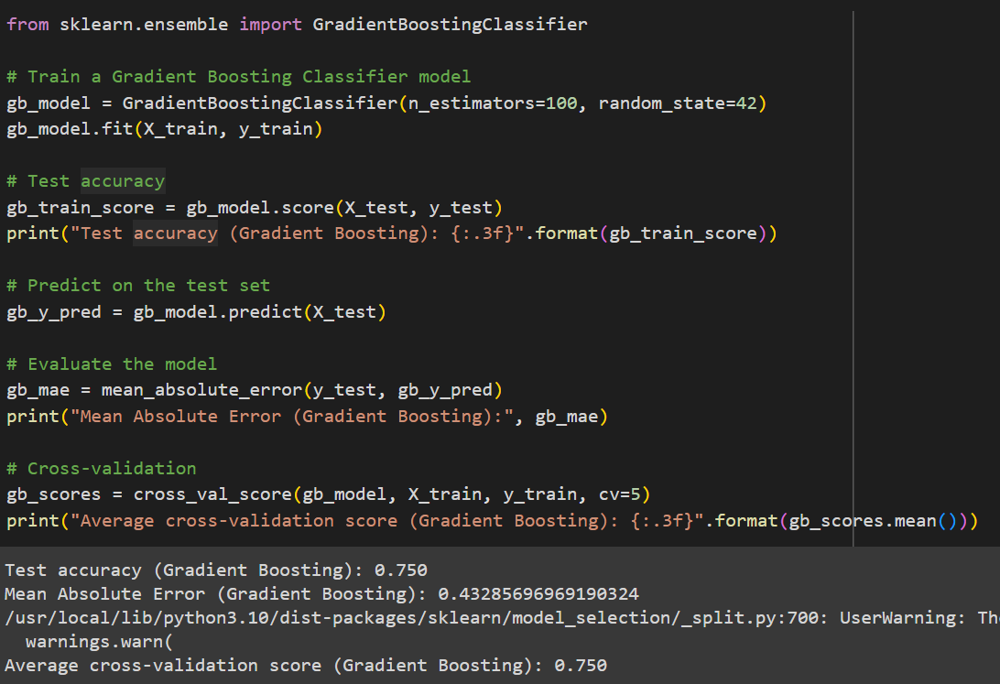 from sklearn.ensemble import GradientBoostingClassifier
# Train a Gradient Boosting Classifier model
gb_model = GradientBoostingClassifier(n_estimators=100, random_state=42)
gb_model.fit(X_train, y_train)
# Test accuracy
gb_train_score = gb_model.score(X_test, y_test)
print("Test accuracy (Gradient Boosting): {:.3f}".format(gb_train_score))
# Predict on the test set
gb_y_pred = gb_model.predict(X_test)
# Evaluate the model
gb_mae = mean_absolute_error(y_test, gb_y_pred)
print("Mean Absolute Error (Gradient Boosting):", gb_mae)
# Cross-validation
gb_scores = cross_val_score(gb_model, X_train, y_train, cv=5)
print("Average cross-validation score (Gradient Boosting): {:.3f}".format(gb_scores.mean()))
Test accuracy (Gradient Boosting): 0.750
Mean Absolute Error (Gradient Boosting): 0.43285696969190324
/usr/local/lib/python3.10/dist-packages/sklearn/model_selection/_split.py:700: UserWarning:
warnings.warn(
Average cross-validation score (Gradient Boosting): 0.750